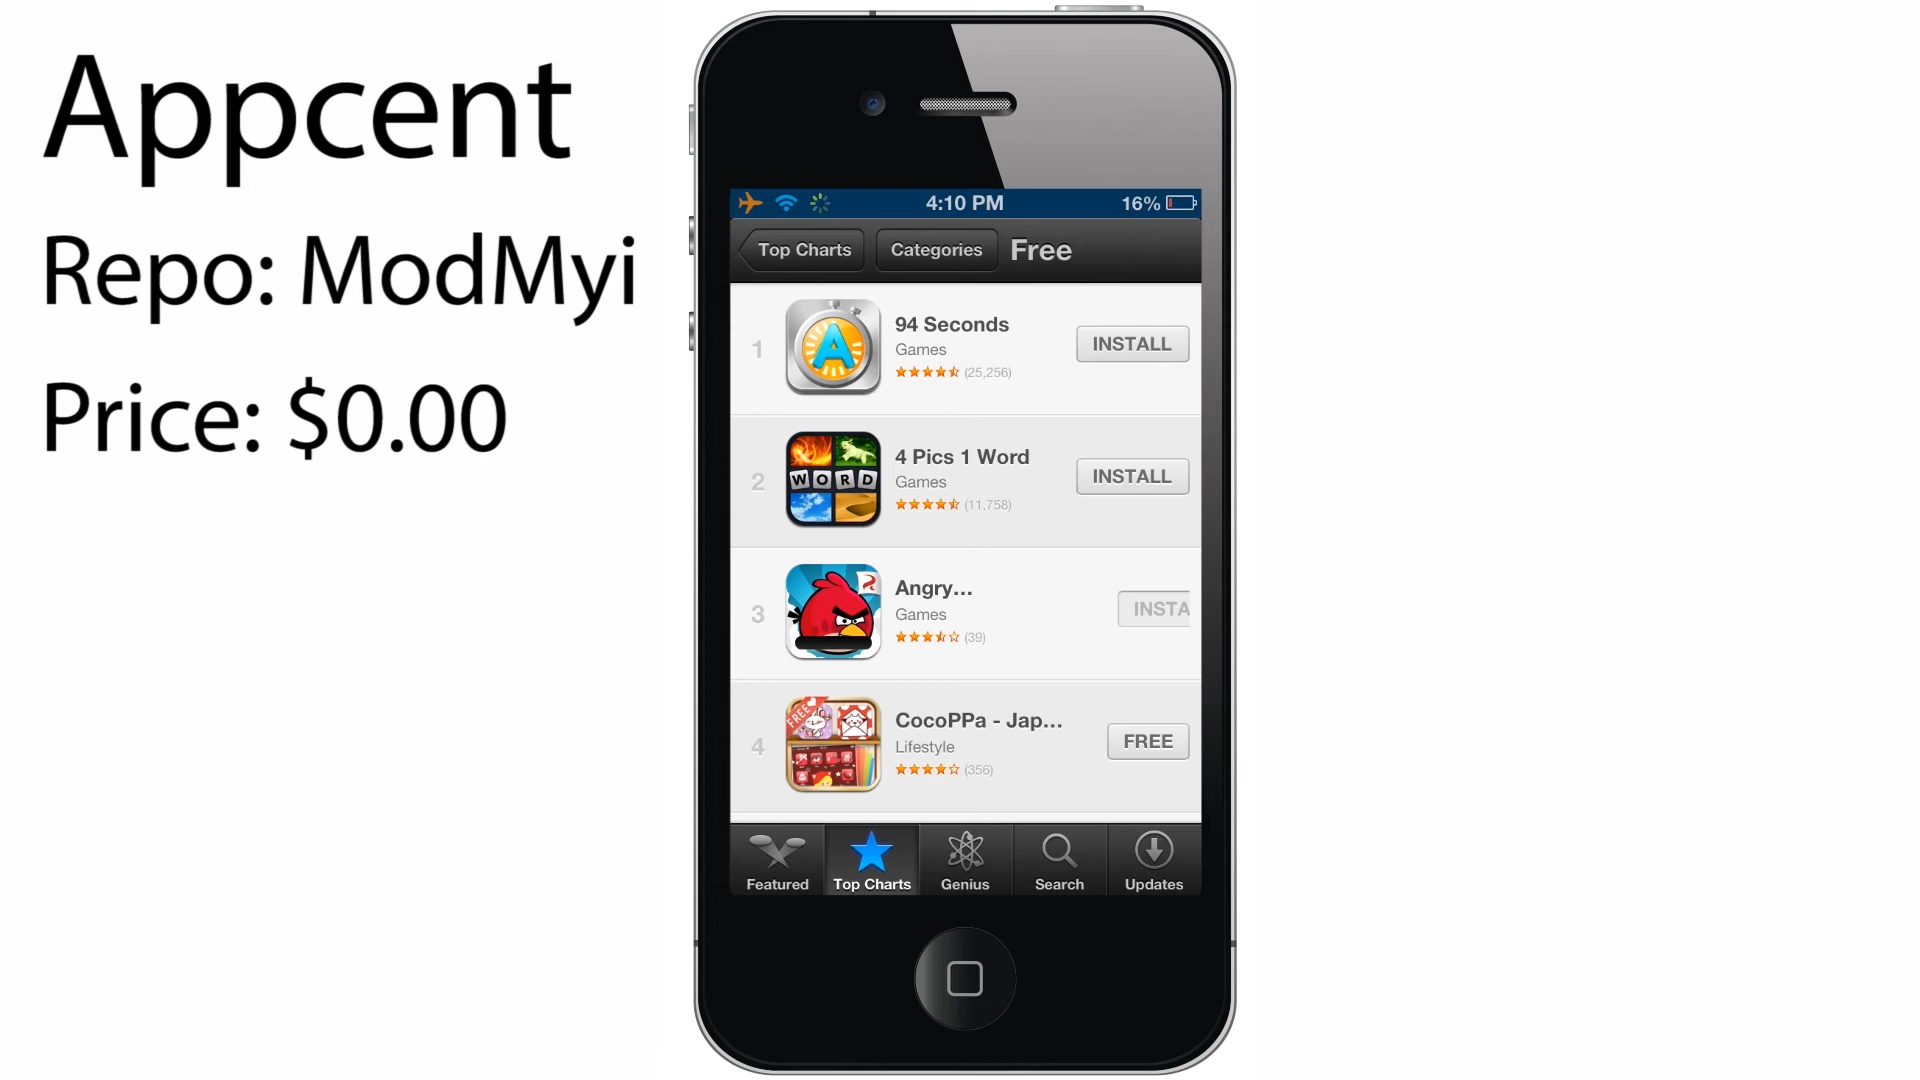 Appcent
Repo: ModMyi
Price: $0.00
4:10 PM
16%
Top Charts
Categories
Free
1
94 Seconds
Games
(25,256)
INSTALL
2
WORD
4 Pics 1 Word
Games
(11,758)
INSTALL
3
Angry...
Games
(39)
INSTA
4
FREE
CocoPPa - Jap...
Lifestyle
(356)
FREE
Featured
Top Charts
Genius
Search
Updates